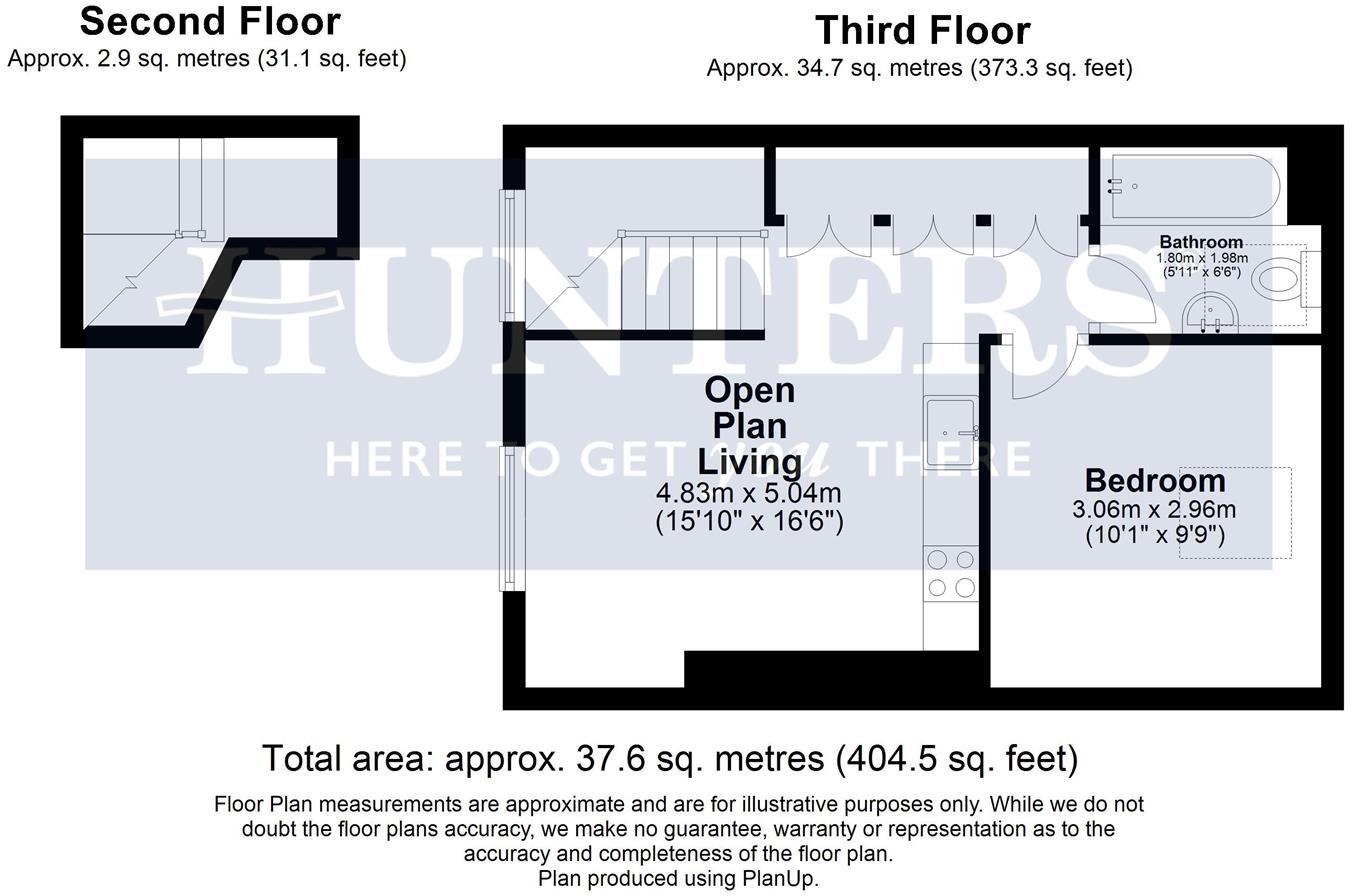 Second Floor
Approx. 2.9 sq. metres (31.1 sq. feet)
Third Floor
Approx. 34.7 sq. metres (373.3 sq. feet)
Bathroom
1.80m x 1.98m
(5'11" x 6'6")
HUNTERS
HERE TO GET you THERE
Open
Plan
Living
4.83m x 5.04m
(15'10" x 16'6")
Bedroom
3.06m x 2.96m
(10'1" x 9'9")
Total area: approx. 37.6 sq. metres (404.5 sq. feet)
Floor Plan measurements are approximate and are for illustrative purposes only. While we do not
doubt the floor plans accuracy, we make no guarantee, warranty or representation as to the
accuracy and completeness of the floor plan.
Plan produced using PlanUp.